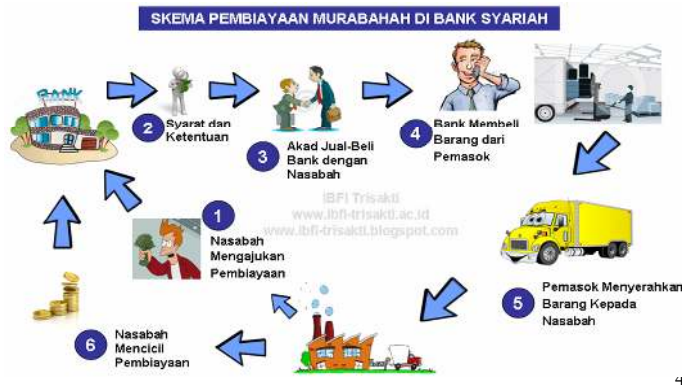 SKEMA PEMBIAYAAN MURABAHAH DI BANK SYARIAH
BANK
2
Syarat dan
Ketentuan
3
Akad Jual-Beli
Bank dengan
Nasabah
4
Bank Membeli
Barang dari
Pemasok
IBFI Trisakti
www.ibfi-trisakti.ac.id
www.ibfi-trisakti.blogspot.com
1
Nasabah
Mengajukan
Pembiayaan
5
Pemasok Menyerahkan
Barang Kepada
Nasabah
6
Nasabah
Mencicil
Pembiayaan
4